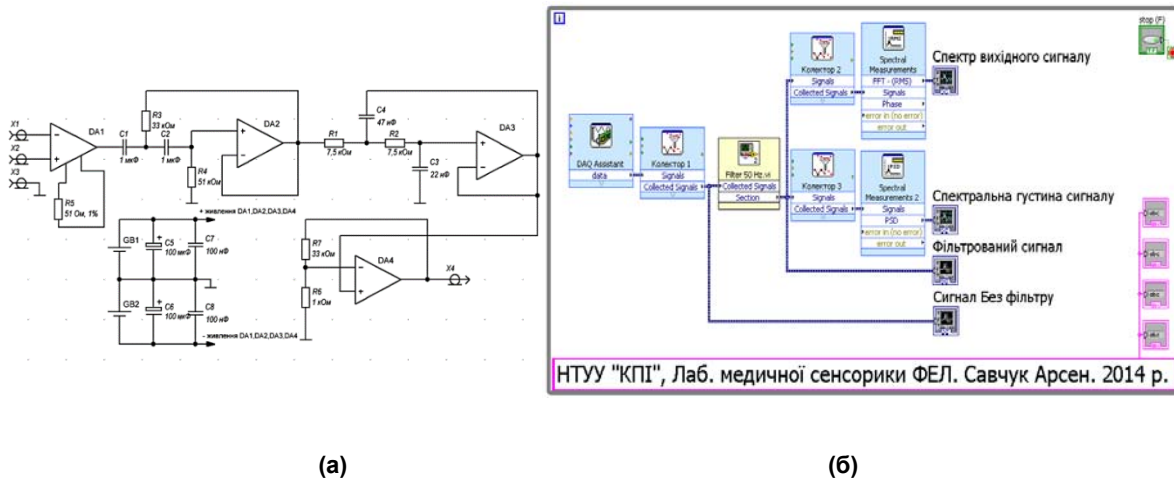 X1
X2
X3
DA1
R5
51 Ом, 1%
C1
1 мкФ
R3
33 кОм
C2
1 мкФ
R4
51 кОм
DA2
R1
7,5 кОм
C4
47 нФ
R2
7,5 кОм
C3
22 нФ
DA3
+ живлення DA1,DA2,DA3,DA4
GB1
C5
100 мкФ
C7
100 нФ
GB2
C6
100 мкФ
C8
100 нФ
- живлення DA1,DA2,DA3,DA4
R7
33 кОм
R6
1 кОм
DA4
X4
(а)
i
stop (F)
TF
DAQ Assistant
data
Колектор 1
Signals
Collected Signals
Filter 50 Hz.vi
Collected Signals
Section
Колектор 2
Signals
Collected Signals
Spectral
Measurements
FFT - (RMS)
Signals
Phase
error in (no error)
error out
Спектр вихідного сигналу
Колектор 3
Signals
Collected Signals
Spectral
Measurements 2
Signals
PSD
error in (no error)
error out
Спектральна густина сигналу
Фільтрований сигнал
Сигнал Без фільтру
abc
abc
abc
abc
НТУУ "КПІ", Лаб. медичної сенсорики ФЕЛ. Савчук Арсен. 2014 р.
(б)